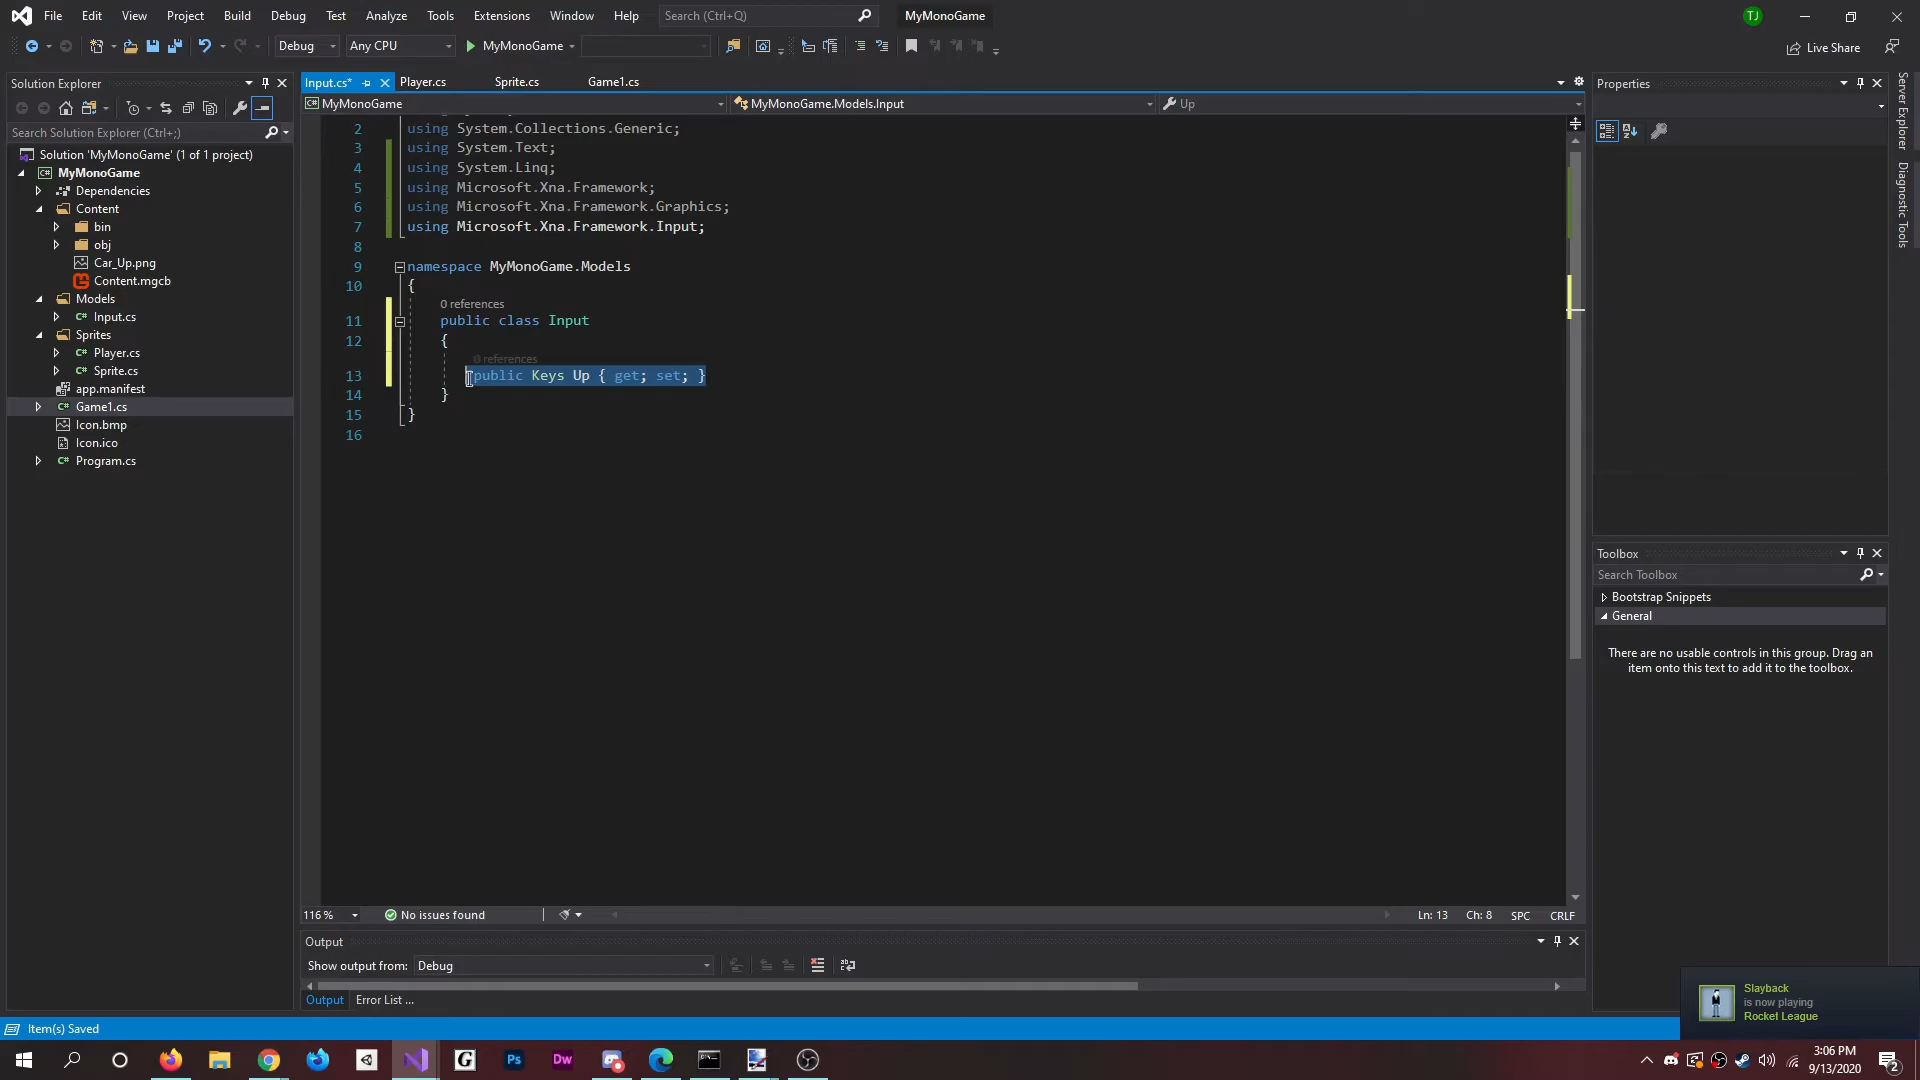 File Edit View Project Build Debug Test Analyze Tools Extensions Window Help Search (Ctrl+Q) MyMonoGame TJ
Debug Any CPU MyMonoGame Live Share
Solution Explorer
Search Solution Explorer (Ctrl+;)
Solution 'MyMonoGame' (1 of 1 project)
MyMonoGame
Dependencies
Content
bin
obj
Car_Up.png
Content.mgcb
Models
C# Input.cs
Sprites
C# Player.cs
C# Sprite.cs
app.manifest
C# Game1.cs
Icon.bmp
Icon.ico
C# Program.cs
Input.cs* Player.cs Sprite.cs Game1.cs
C# MyMonoGame MyMonoGame.Models.Input Up
2 using System.Collections.Generic;
3 using System.Text;
4 using System.Linq;
5 using Microsoft.Xna.Framework;
6 using Microsoft.Xna.Framework.Graphics;
7 using Microsoft.Xna.Framework.Input;
8
9 namespace MyMonoGame.Models
10 {
0 references
11 public class Input
12 {
0 references
13 public Keys Up { get; set; }
14 }
15 }
16
116 % No issues found Ln: 13 Ch: 8 SPC CRLF
Output
Show output from: Debug
Output Error List ...
Properties
Toolbox
Search Toolbox
Bootstrap Snippets
General
There are no usable controls in this group. Drag an
item onto this text to add it to the toolbox.
Server Explorer
Diagnostic Tools
Slayback
is now playing
Rocket League
Item(s) Saved
G Ps Dw
3:06 PM
9/13/2020
2